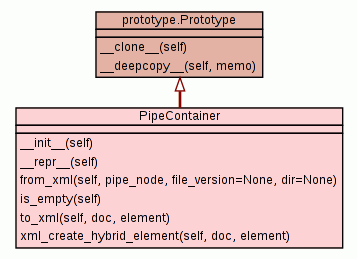 prototype.Prototype
__clone__(self)
__deepcopy__(self, memo)
PipeContainer
__init__(self)
__repr__(self)
from_xml(self, pipe_node, file_version=None, dir=None)
is_empty(self)
to_xml(self, doc, element)
xml_create_hybrid_element(self, doc, element)